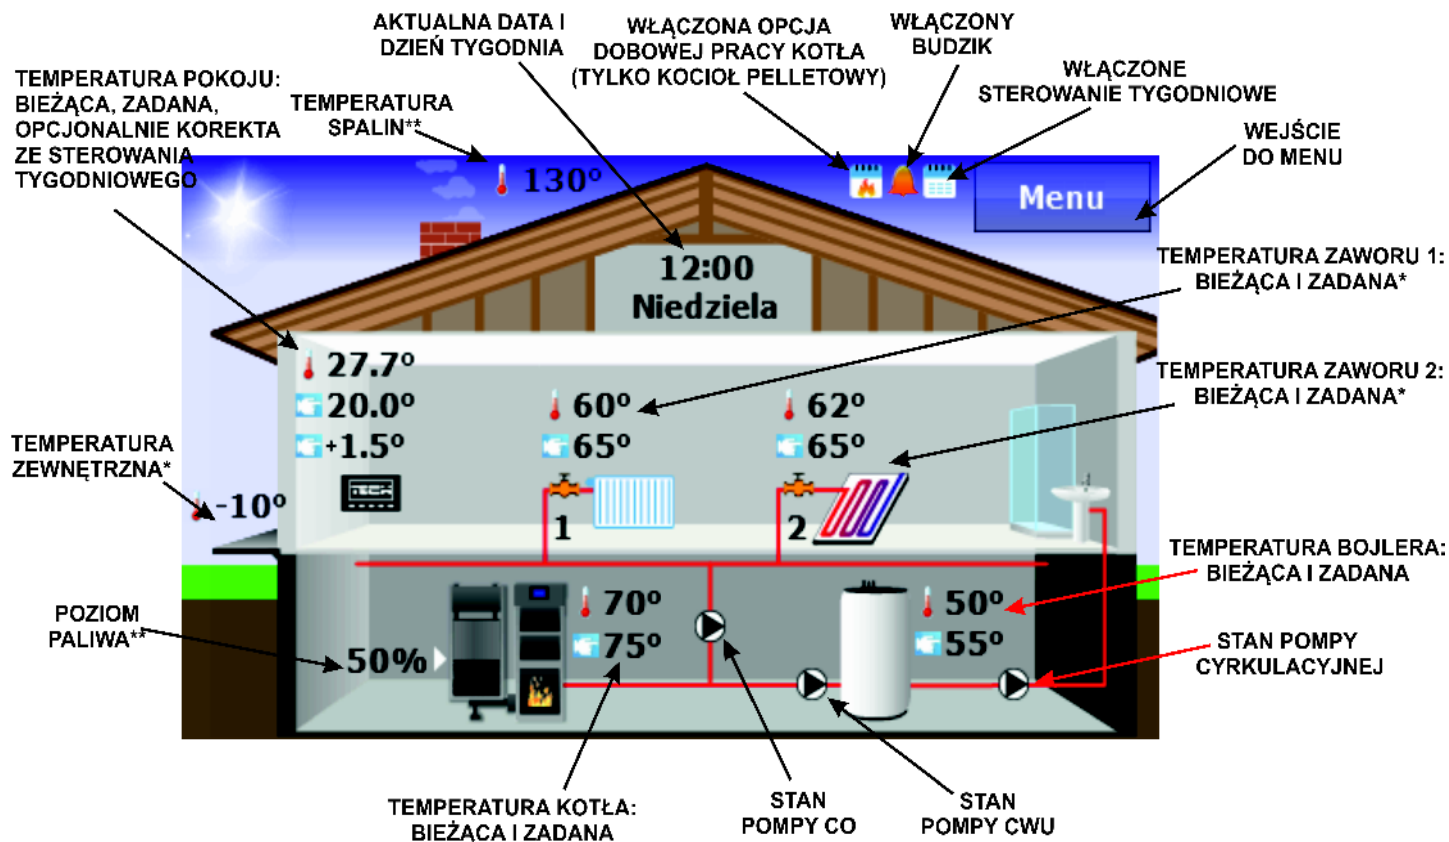 AKTUALNA DATA I
DZIEŃ TYGODNIA
WŁĄCZONA OPCJA
DOBOWEJ PRACY KOTŁA
(TYLKO KOCIOŁ PELLETOWY)
WŁĄCZONY
BUDZIK
WŁĄCZONE
STEROWANIE TYGODNIOWE
WEJŚCIE
DO MENU
TEMPERATURA POKOJU:
BIEŻĄCA, ZADANA,
OPCJONALNIE KOREKTA
ZE STEROWANIA
TYGODNIOWEGO
TEMPERATURA
SPALIN**
130°
Menu
12:00
Niedziela
TEMPERATURA ZAWORU 1:
BIEŻĄCA I ZADANA*
27.7°
20.0°
+1.5°
60°
65°
62°
65°
TEMPERATURA ZAWORU 2:
BIEŻĄCA I ZADANA*
TEMPERATURA
ZEWNĘTRZNA*
-10°
TECH
1
2
TEMPERATURA BOJLERA:
BIEŻĄCA I ZADANA
POZIOM
PALIWA**
50%
70°
75°
50°
55°
STAN POMPY
CYRKULACYJNEJ
TEMPERATURA KOTŁA:
BIEŻĄCA I ZADANA
STAN
POMPY CO
STAN
POMPY CWU